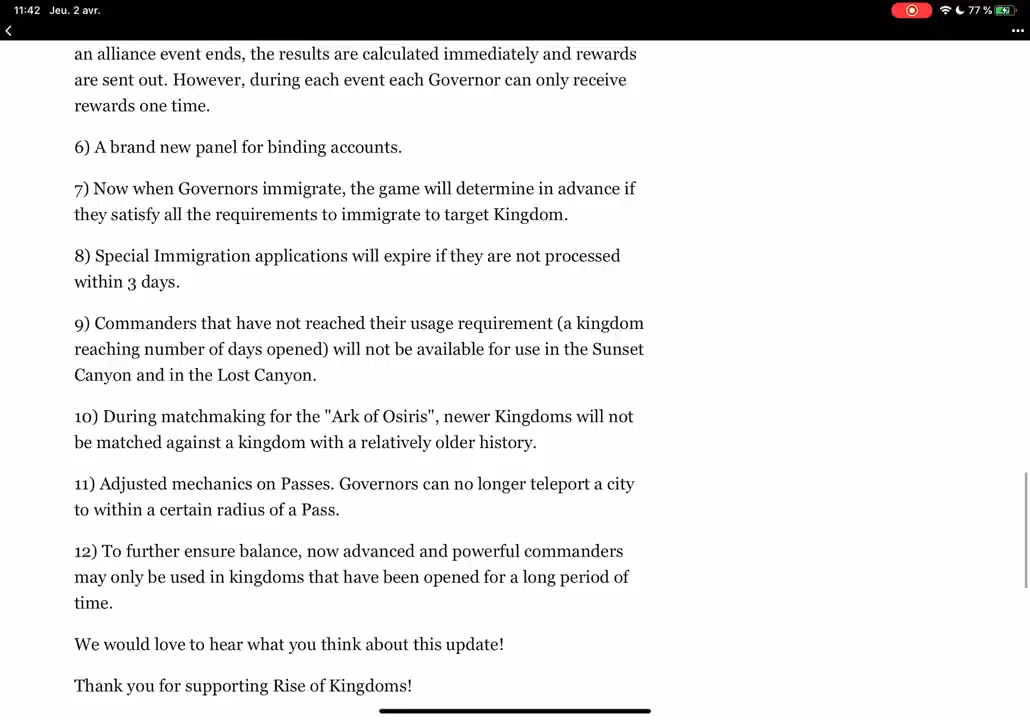 11:42 Jeu. 2 avr.
77 %
an alliance event ends, the results are calculated immediately and rewards
are sent out. However, during each event each Governor can only receive
rewards one time.
6) A brand new panel for binding accounts.
7) Now when Governors immigrate, the game will determine in advance if
they satisfy all the requirements to immigrate to target Kingdom.
8) Special Immigration applications will expire if they are not processed
within 3 days.
9) Commanders that have not reached their usage requirement (a kingdom
reaching number of days opened) will not be available for use in the Sunset
Canyon and in the Lost Canyon.
10) During matchmaking for the "Ark of Osiris", newer Kingdoms will not
be matched against a kingdom with a relatively older history.
11) Adjusted mechanics on Passes. Governors can no longer teleport a city
to within a certain radius of a Pass.
12) To further ensure balance, now advanced and powerful commanders
may only be used in kingdoms that have been opened for a long period of
time.
We would love to hear what you think about this update!
Thank you for supporting Rise of Kingdoms!